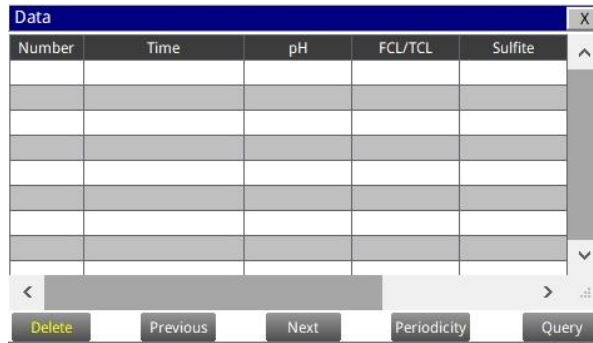 Data X
Number Time pH FCL/TCL Sulfite
Delete Previous Next Periodicity Query